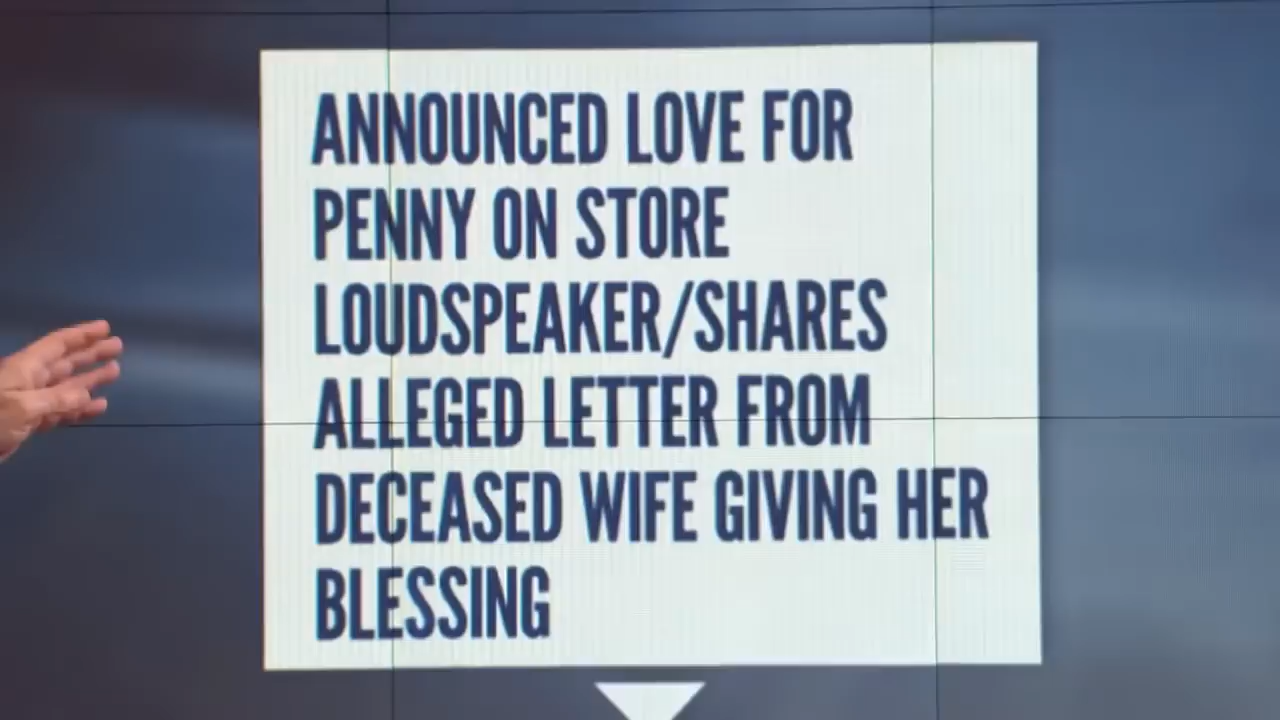 ANNOUNCED LOVE FOR
PENNY ON STORE
LOUDSPEAKER/SHARES
ALLEGED LETTER FROM
DECEASED WIFE GIVING HER
BLESSING